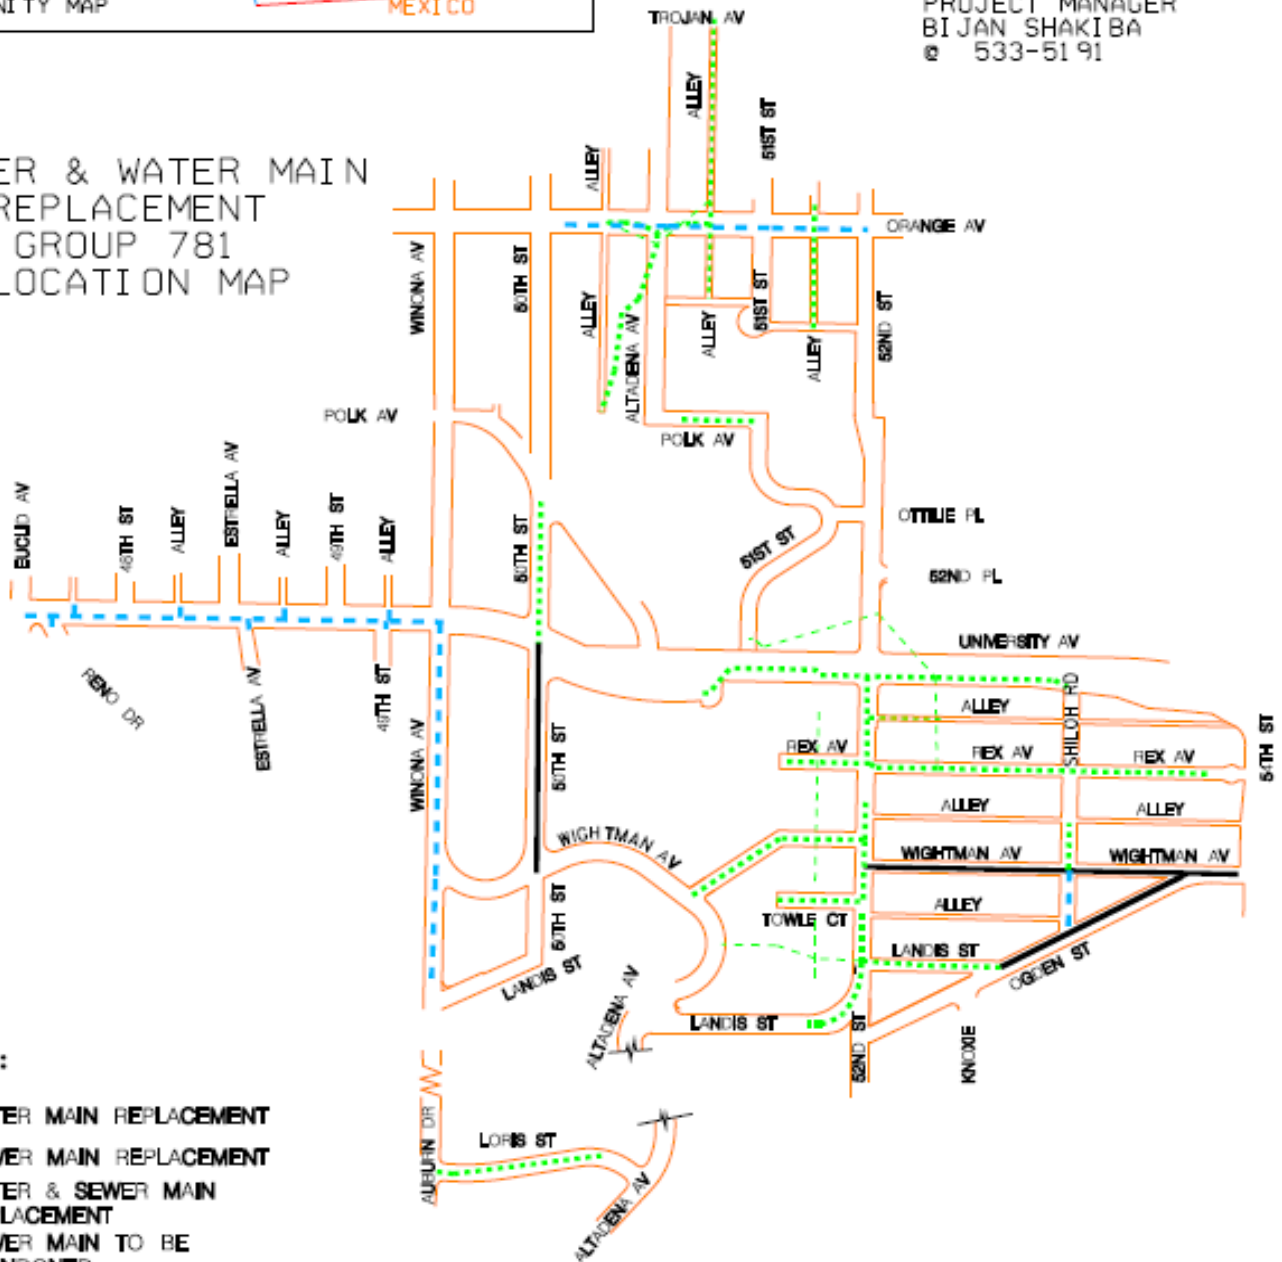 NITY MAP
MEXICO
PROJECT MANAGER
BIJAN SHAKIBA
@ 533-5191
TROJAN AV
ALLEY
51ST ST
ALLEY
ER & WATER MAIN
REPLACEMENT
GROUP 781
LOCATION MAP
ORANGE AV
WINONA AV
50TH ST
ALLEY
ALTADENA AV
ALLEY
51ST ST
ALLEY
52ND ST
POLK AV
POLK AV
EUCLID AV
48TH ST
ALLEY
ESTRELLA AV
ALLEY
49TH ST
ALLEY
50TH ST
51ST ST
OTTILIE PL
52ND PL
UNIVERSITY AV
RENO DR
ESTRELLA AV
49TH ST
WINONA AV
50TH ST
ALLEY
SHILOH RD
REX AV
REX AV
REX AV
54TH ST
ALLEY
ALLEY
WIGHTMAN AV
WIGHTMAN AV
WIGHTMAN AV
50TH ST
TOWLE CT
ALLEY
LANDIS ST
LANDIS ST
OGDEN ST
ALTADENA AV
LANDIS ST
52ND ST
KNOXIE
:
TER MAIN REPLACEMENT
WER MAIN REPLACEMENT
TER & SEWER MAIN
PLACEMENT
WER MAIN TO BE
AUBURN DR
LORIS ST
ALTADENA AV